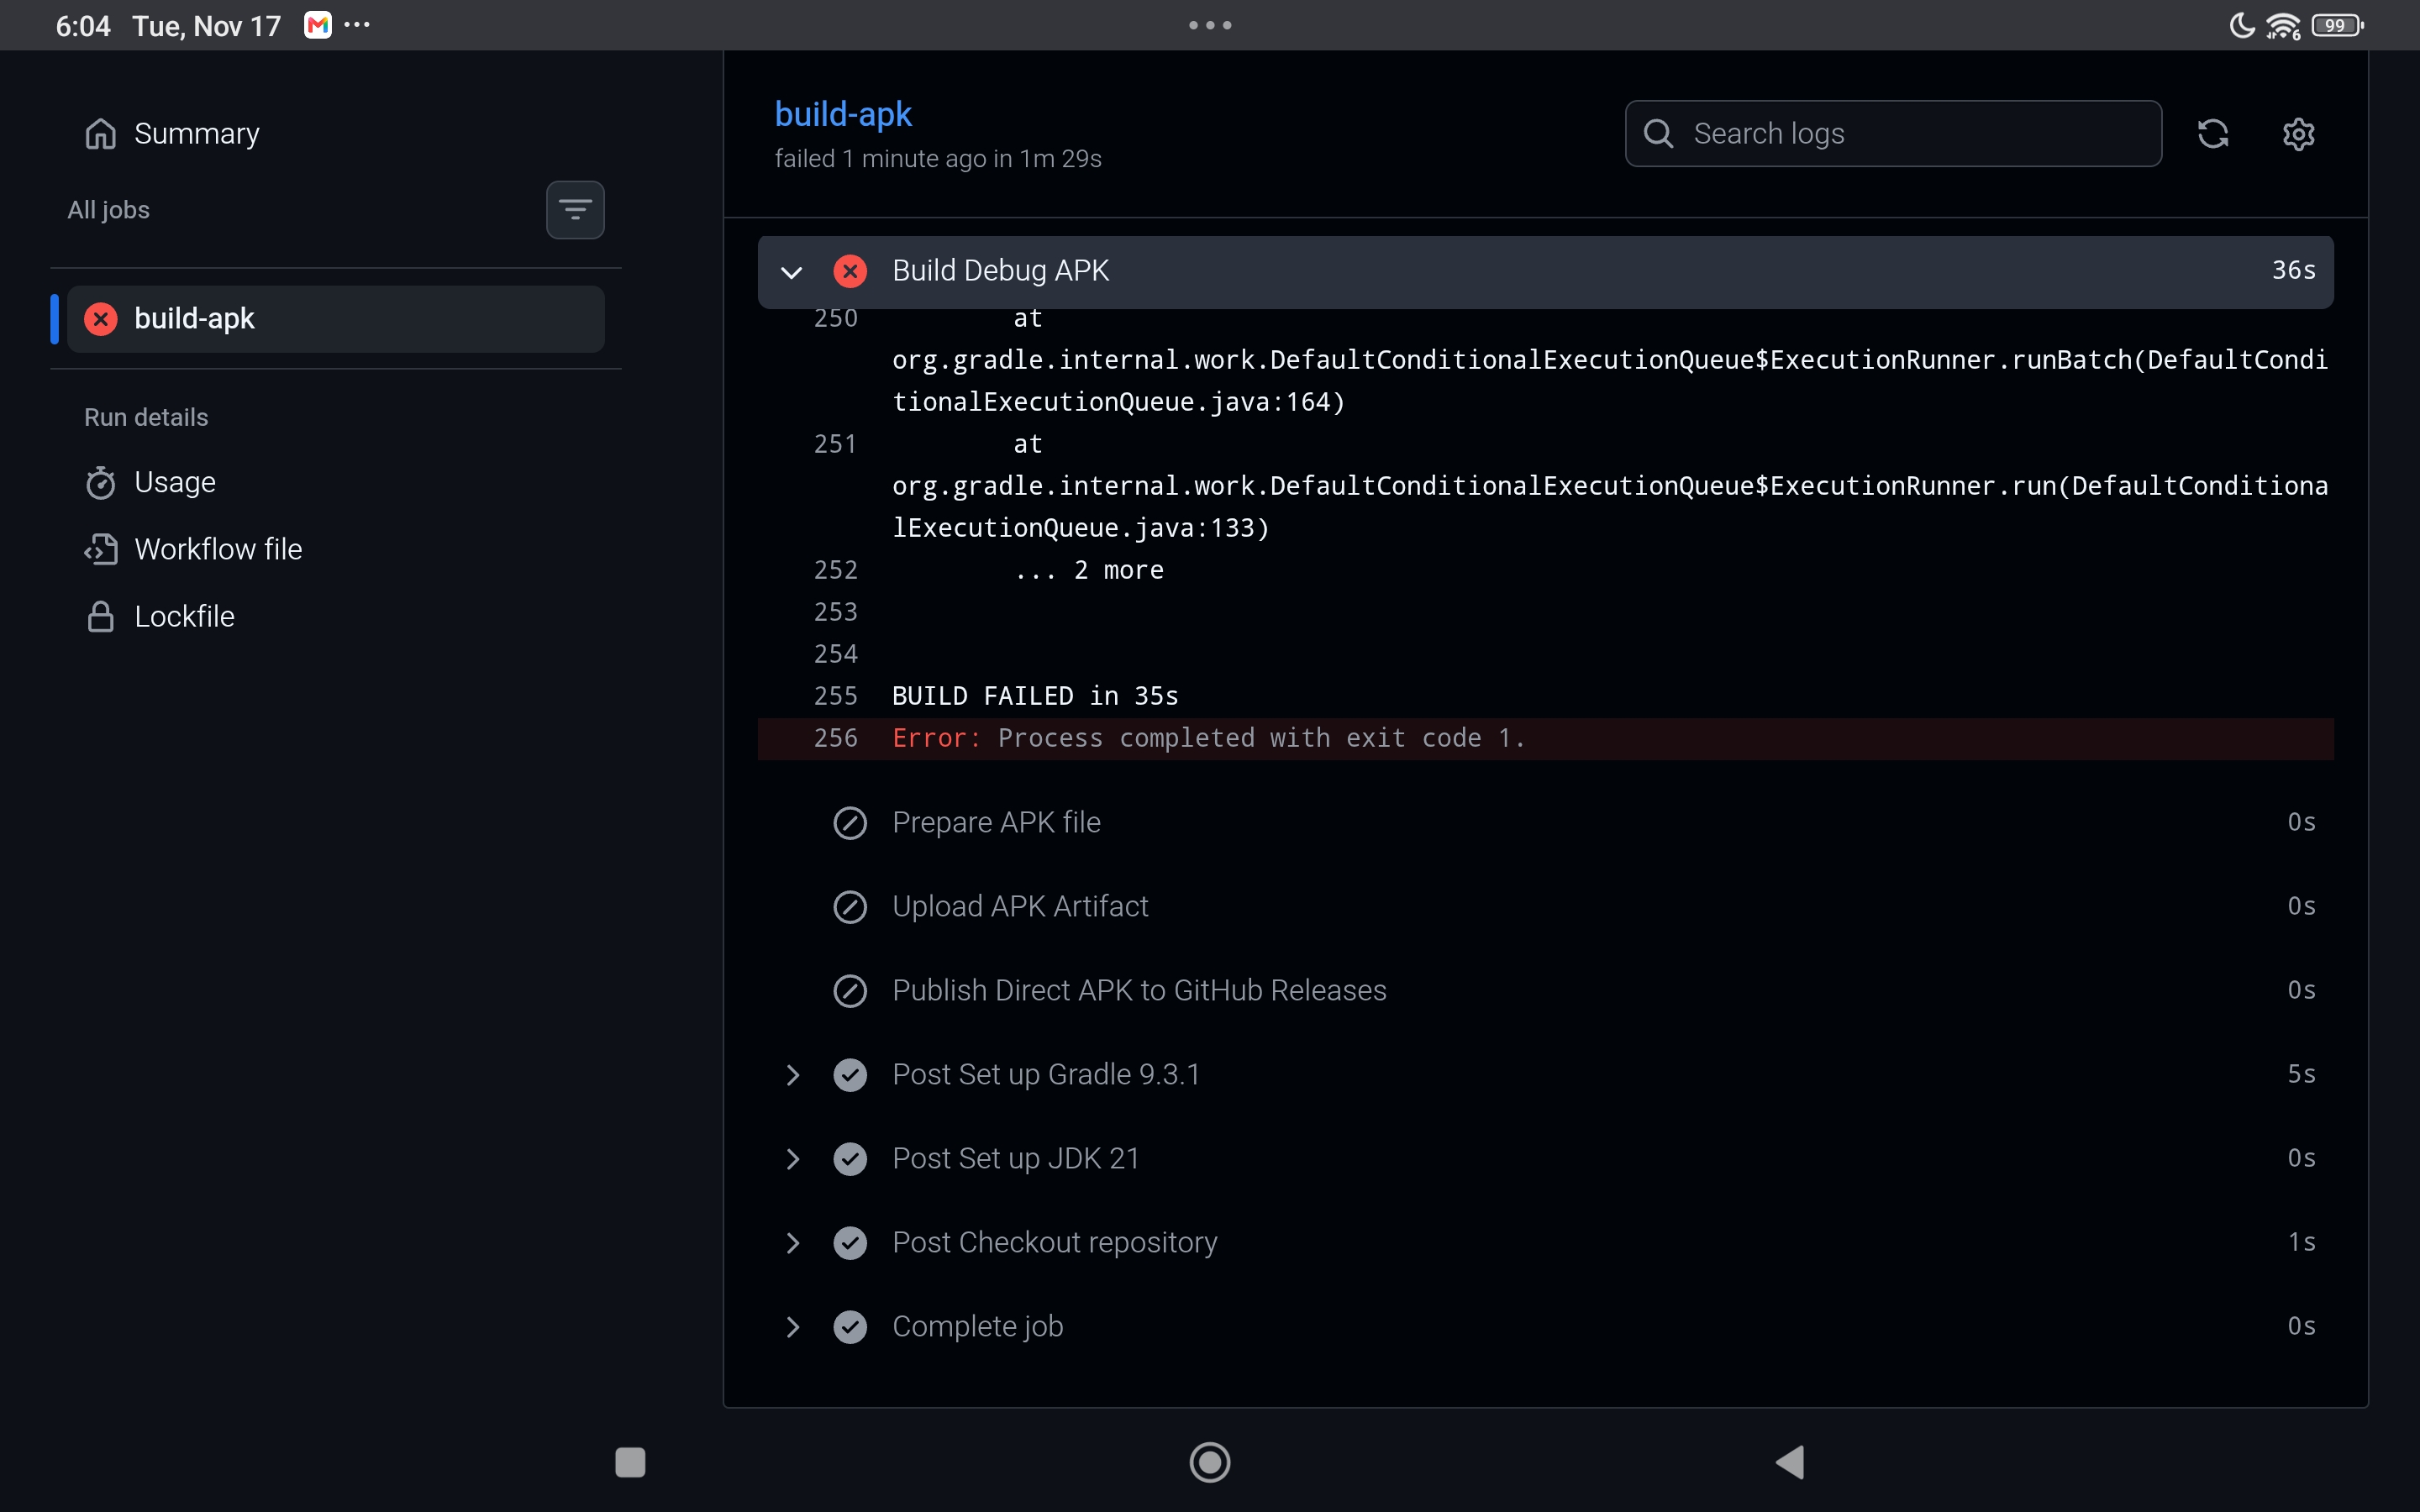 6:04 Tue, Nov 17
99
Summary
All jobs
build-apk
Run details
Usage
Workflow file
Lockfile
build-apk
failed 1 minute ago in 1m 29s
Search logs
Build Debug APK 36s
250 at
org.gradle.internal.work.DefaultConditionalExecutionQueue$ExecutionRunner.runBatch(DefaultCondi
tionalExecutionQueue.java:164)
251 at
org.gradle.internal.work.DefaultConditionalExecutionQueue$ExecutionRunner.run(DefaultConditiona
lExecutionQueue.java:133)
252 ... 2 more
253
254
255 BUILD FAILED in 35s
256 Error: Process completed with exit code 1.
Prepare APK file 0s
Upload APK Artifact 0s
Publish Direct APK to GitHub Releases 0s
Post Set up Gradle 9.3.1 5s
Post Set up JDK 21 0s
Post Checkout repository 1s
Complete job 0s